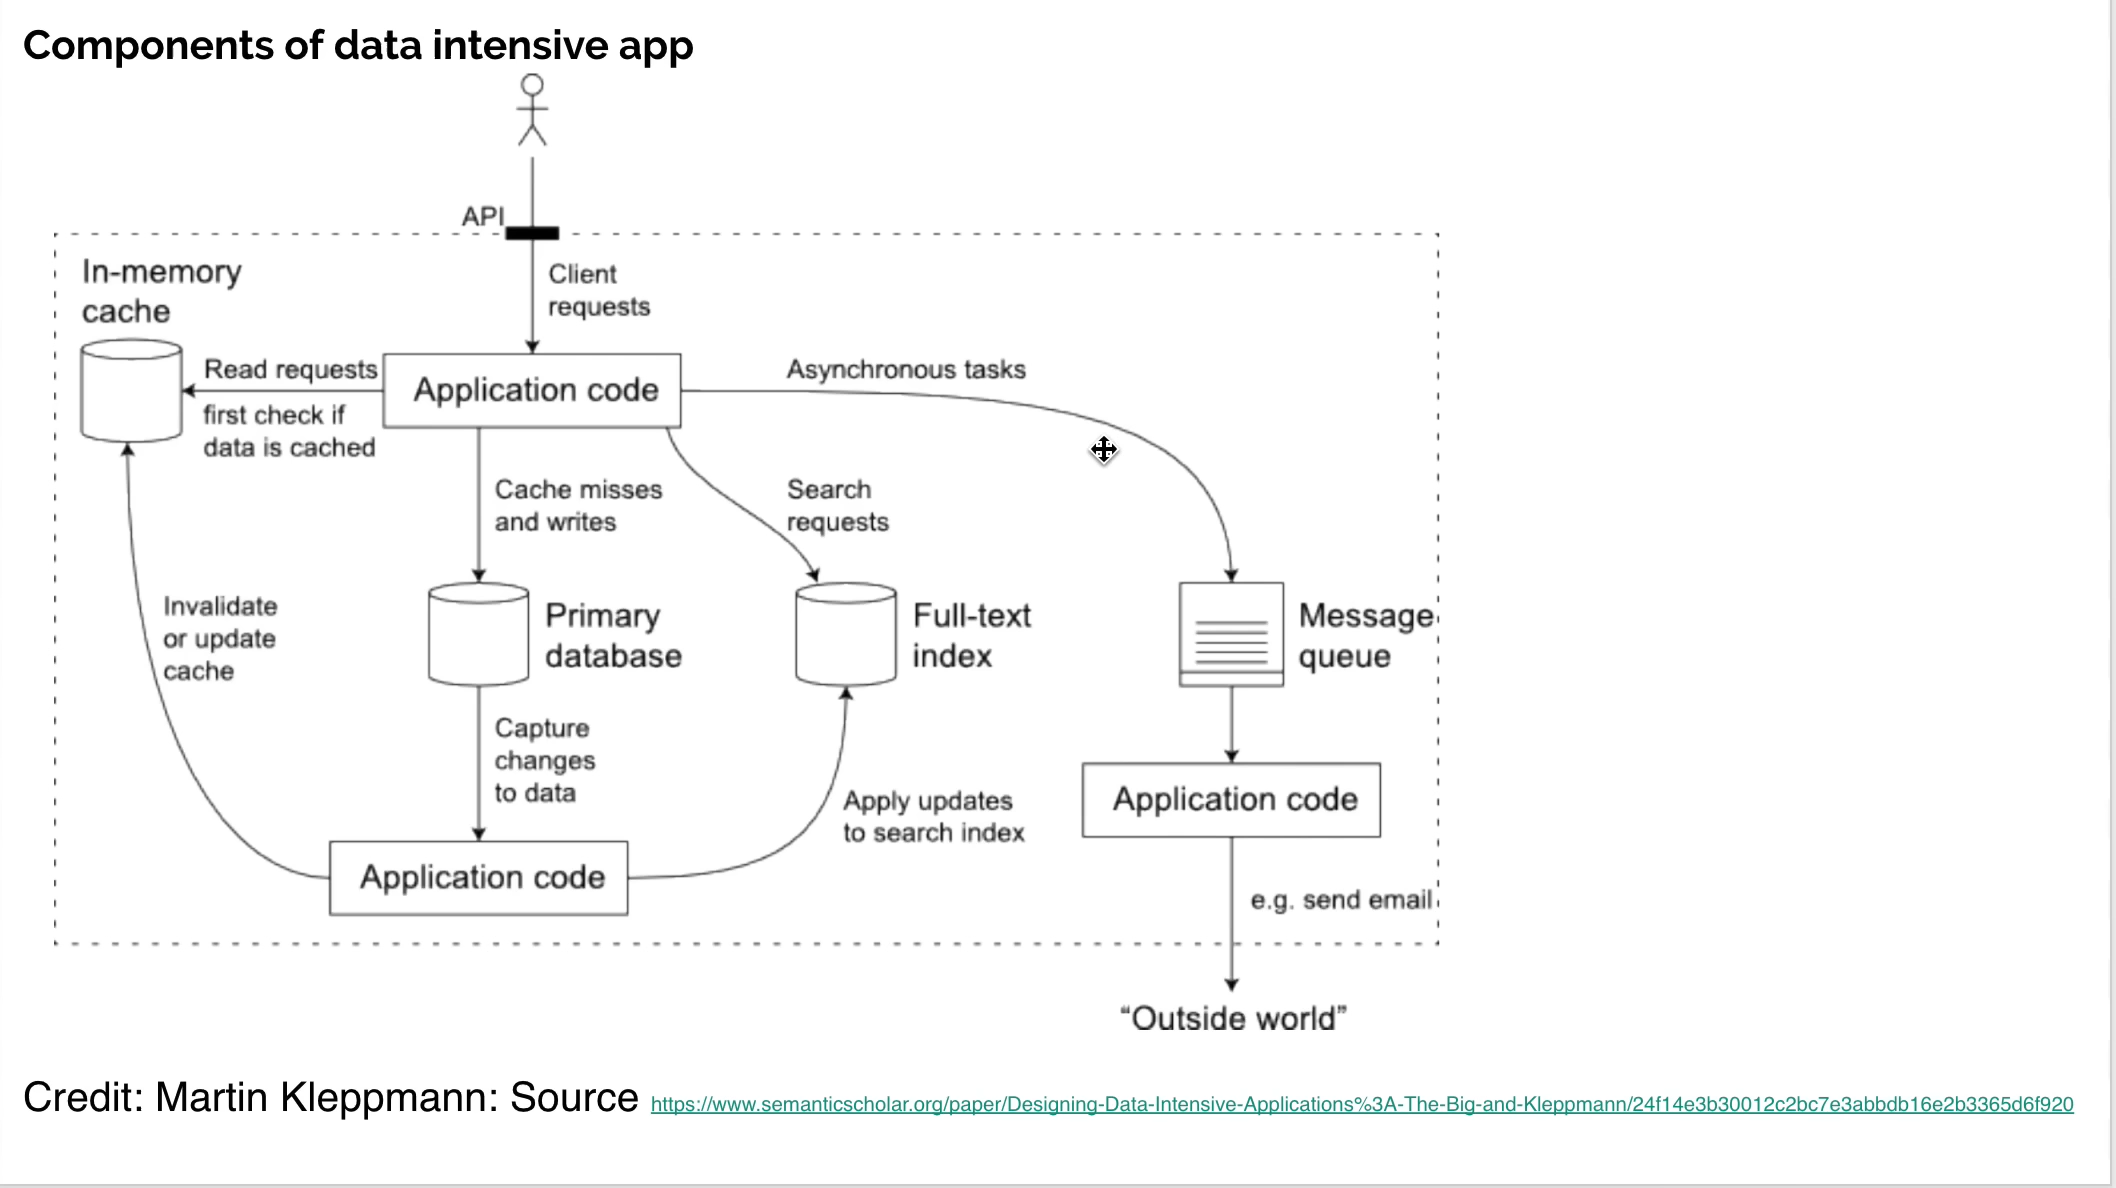 Components of data intensive app
API
Client
requests
In-memory
cache
Read requests
first check if
data is cached
Application code
Asynchronous tasks
Cache misses
and writes
Search
requests
Invalidate
or update
cache
Primary
database
Full-text
index
Message
queue
Capture
changes
to data
Apply updates
to search index
Application code
Application code
e.g. send email
“Outside world”
Credit: Martin Kleppmann: Source https://www.semanticscholar.org/paper/Designing-Data-Intensive-Applications%3A-The-Big-and-Kleppmann/24f14e3b30012c2bc7e3abbdb16e2b3365d6f920